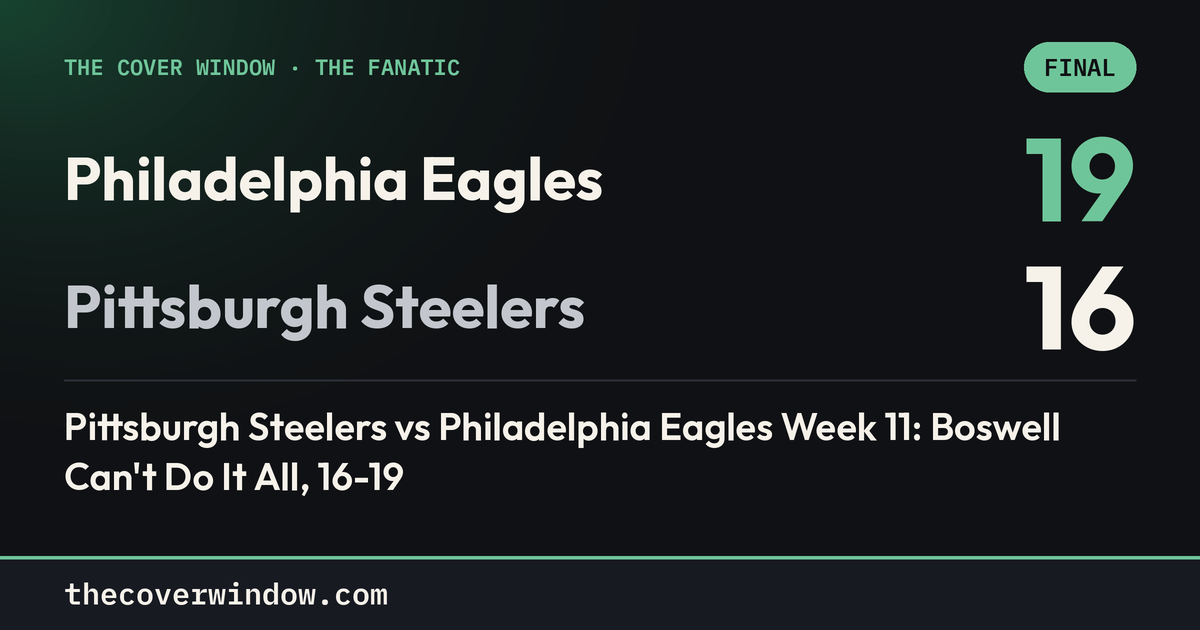 THE COVER WINDOW · THE FANATIC
FINAL
Philadelphia Eagles 19
Pittsburgh Steelers 16
Pittsburgh Steelers vs Philadelphia Eagles Week 11: Boswell
Can't Do It All, 16-19
thecoverwindow.com